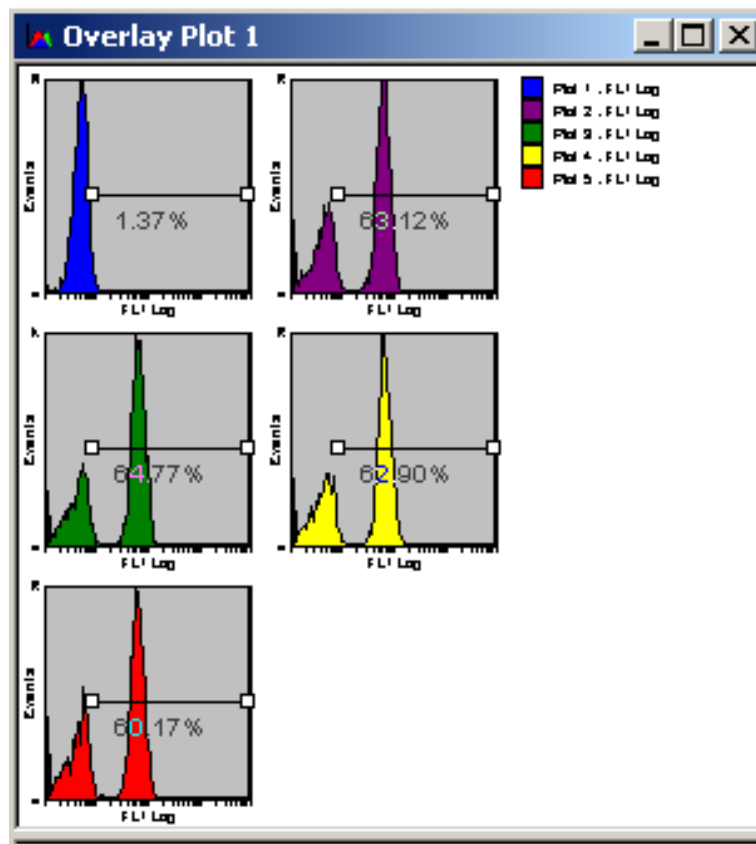 Overlay Plot 1
Plot 1 . FL1 Log
Plot 2 . FL1 Log
Plot 3 . FL1 Log
Plot 4 . FL1 Log
Plot 5 . FL1 Log
Events
1.37%
FL1 Log
Events
63.12%
FL1 Log
Events
64.77%
FL1 Log
Events
62.90%
FL1 Log
Events
60.17%
FL1 Log